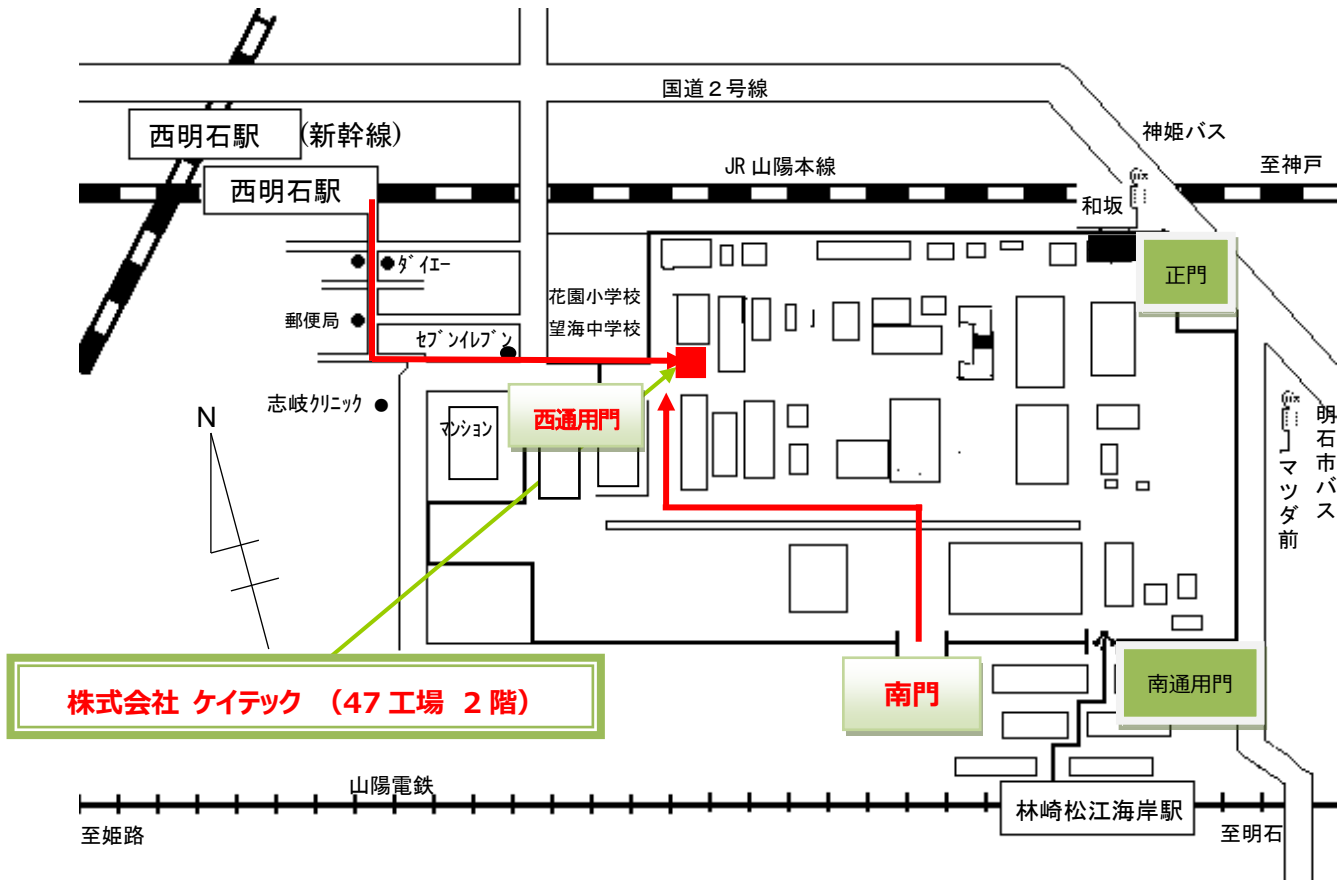 国道２号線
神姫バス
西明石駅 (新幹線)
JR 山陽本線
至神戸
西明石駅
和坂
ﾀﾞｲｴｰ
正門
花園小学校
望海中学校
郵便局
ｾﾌﾞﾝｲﾚﾌﾞﾝ
志岐ｸﾘﾆｯｸ
N
ﾏﾝｼｮﾝ
西通用門
明石市バス
マツダ前
株式会社 ケイテック （47 工場 2 階）
南門
南通用門
山陽電鉄
林崎松江海岸駅
至姫路
至明石